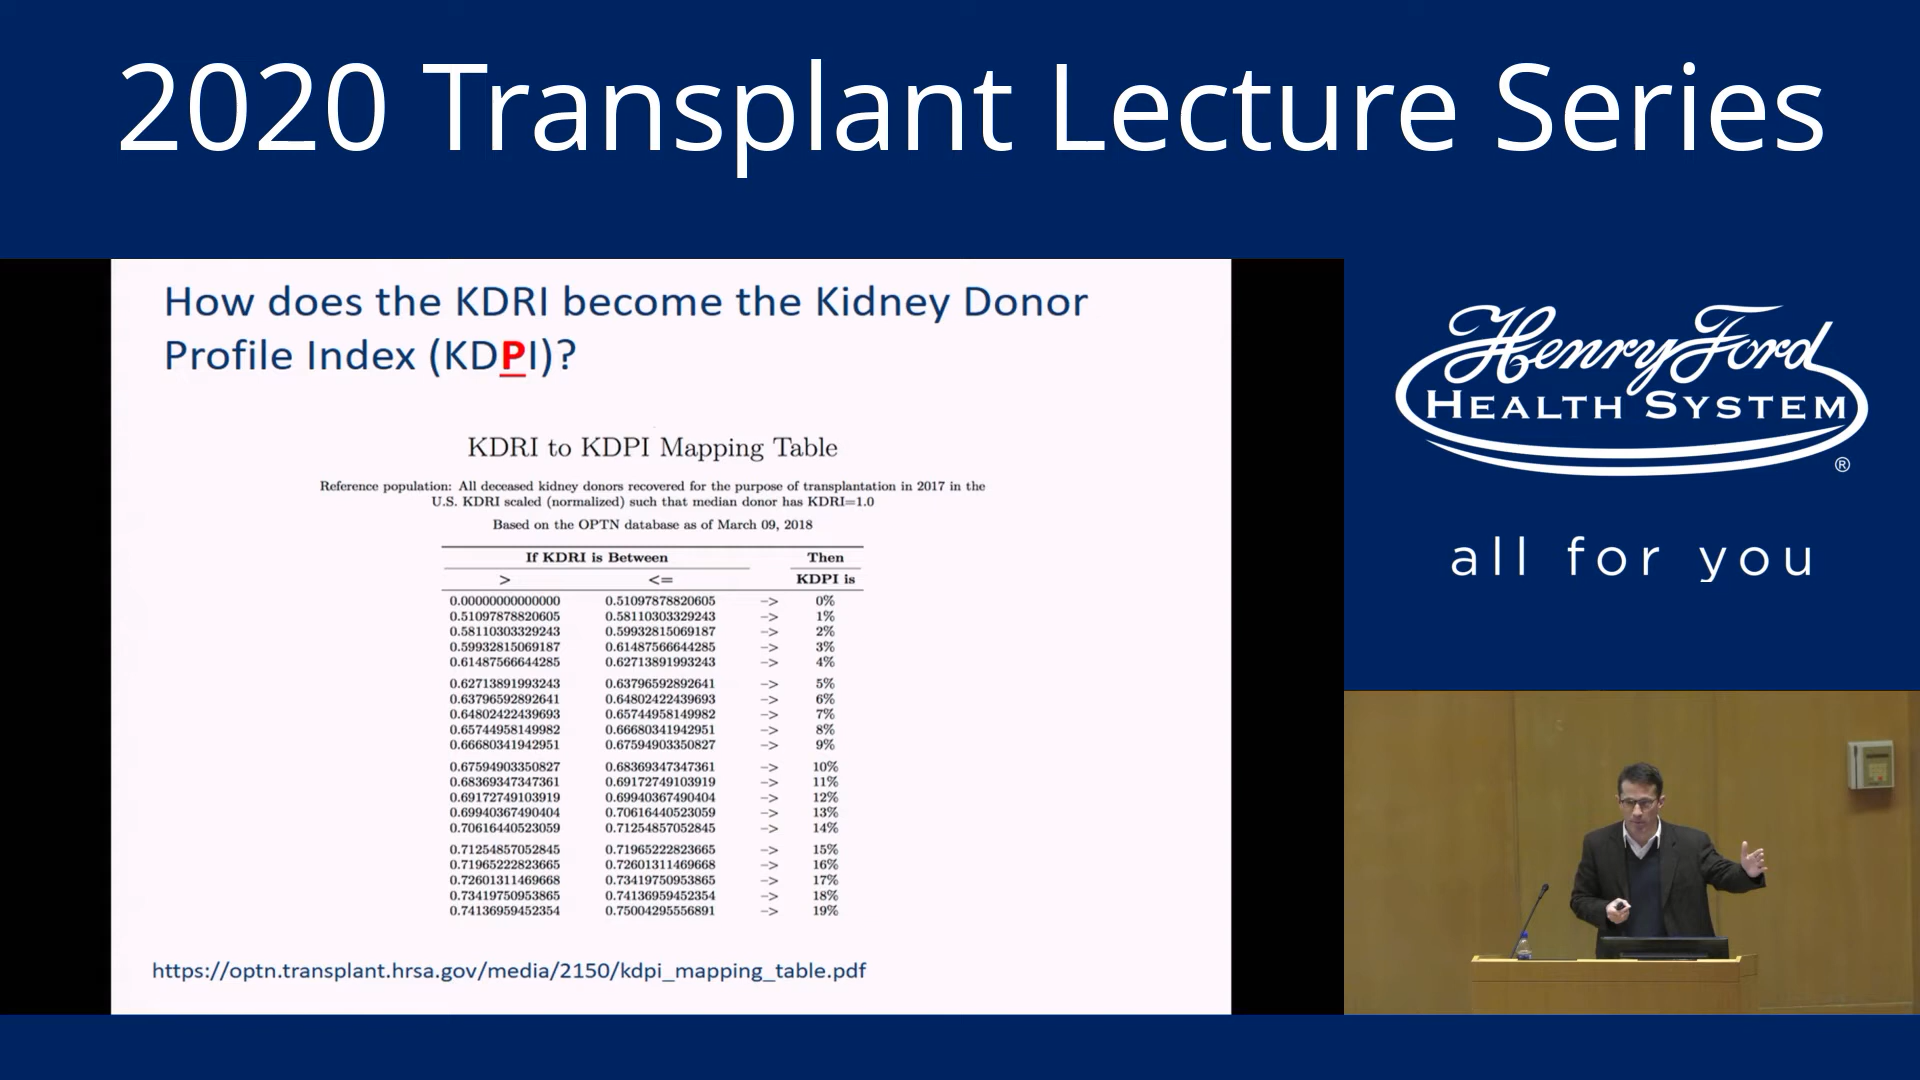 2020 Transplant Lecture Series
How does the KDRI become the Kidney Donor
Profile Index (KDPI)?
KDRI to KDPI Mapping Table
Reference population: All deceased kidney donors recovered for the purpose of transplantation in 2017 in the
U.S. KDRI scaled (normalized) such that median donor has KDRI=1.0
Based on the OPTN database as of March 09, 2018
If KDRI is Between Then
> <= KDPI is
0.00000000000000 0.51097878820605 –> 0%
0.51097878820605 0.58110303329243 –> 1%
0.58110303329243 0.59932815069187 –> 2%
0.59932815069187 0.61487566644285 –> 3%
0.61487566644285 0.62713891993243 –> 4%
0.62713891993243 0.63796592892641 –> 5%
0.63796592892641 0.64802422439693 –> 6%
0.64802422439693 0.65744958149982 –> 7%
0.65744958149982 0.66680341942951 –> 8%
0.66680341942951 0.67594903350827 –> 9%
0.67594903350827 0.68369347347361 –> 10%
0.68369347347361 0.69172749103919 –> 11%
0.69172749103919 0.69940367490404 –> 12%
0.69940367490404 0.70616440523059 –> 13%
0.70616440523059 0.71254857052845 –> 14%
0.71254857052845 0.71965222823665 –> 15%
0.71965222823665 0.72601311469668 –> 16%
0.72601311469668 0.73419750953865 –> 17%
0.73419750953865 0.74136959452354 –> 18%
0.74136959452354 0.75004295556891 –> 19%
https://optn.transplant.hrsa.gov/media/2150/kdpi_mapping_table.pdf
Henry Ford
HEALTH SYSTEM
®
all for you